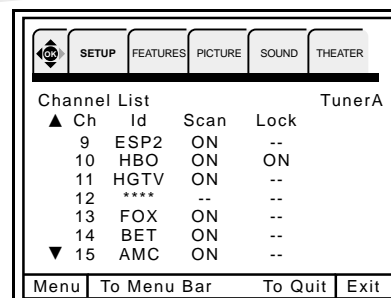 OK SETUP FEATURES PICTURE SOUND THEATER
Channel List TunerA
▲ Ch Id Scan Lock
9 ESP2 ON --
10 HBO ON ON
11 HGTV ON --
12 **** -- --
13 FOX ON --
14 BET ON --
▼ 15 AMC ON --
Menu To Menu Bar To Quit Exit